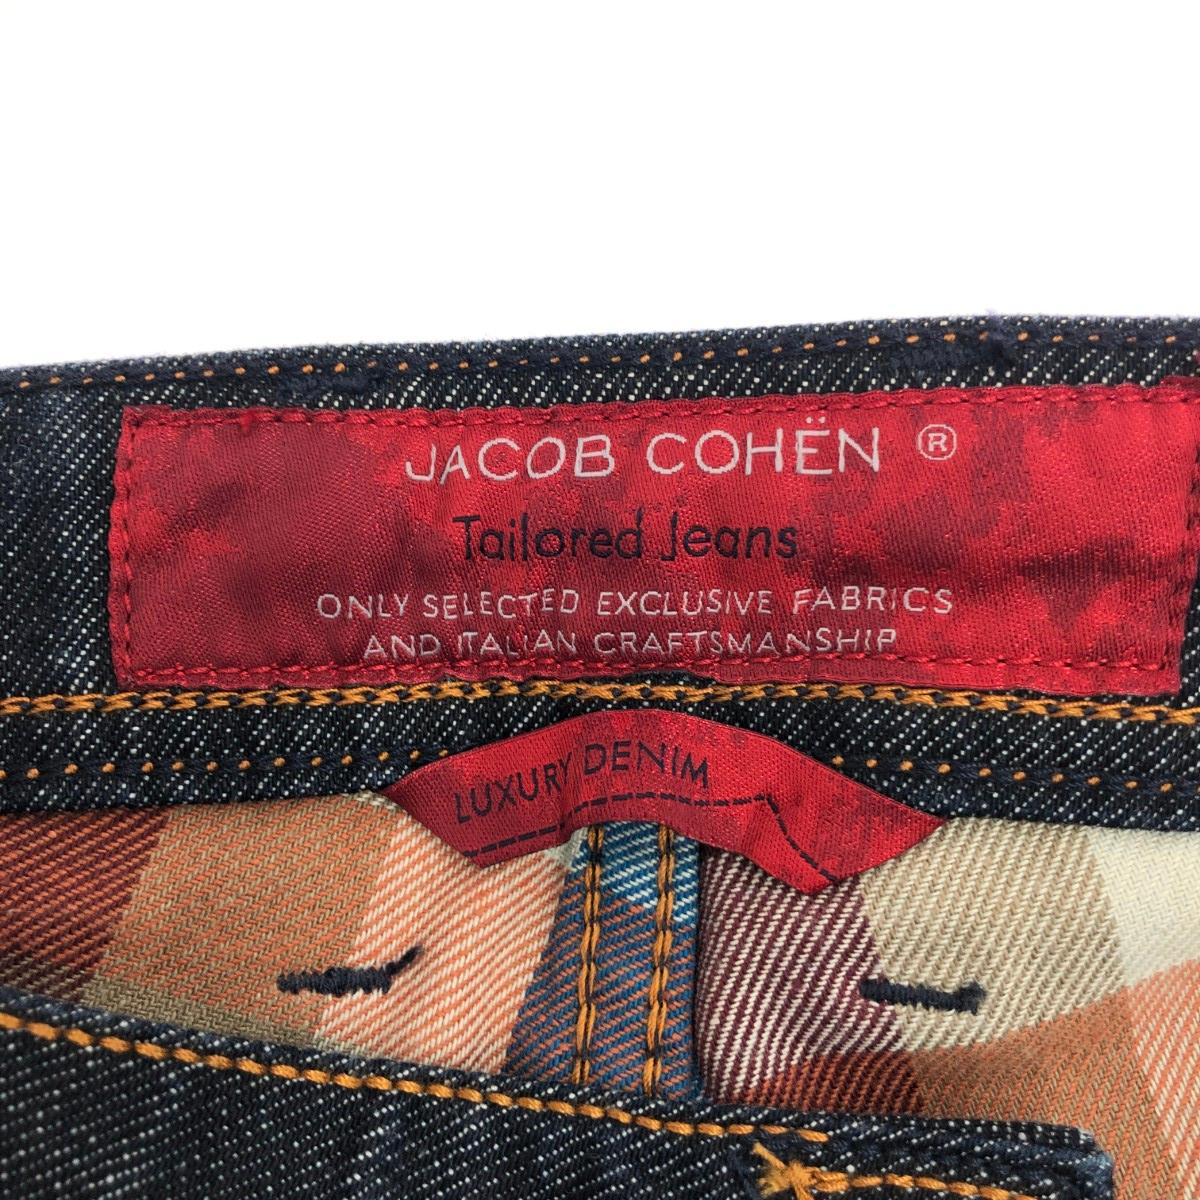 JACOB COHËN ®
Tailored Jeans
ONLY SELECTED EXCLUSIVE FABRICS
AND ITALIAN CRAFTSMANSHIP
LUXURY DENIM